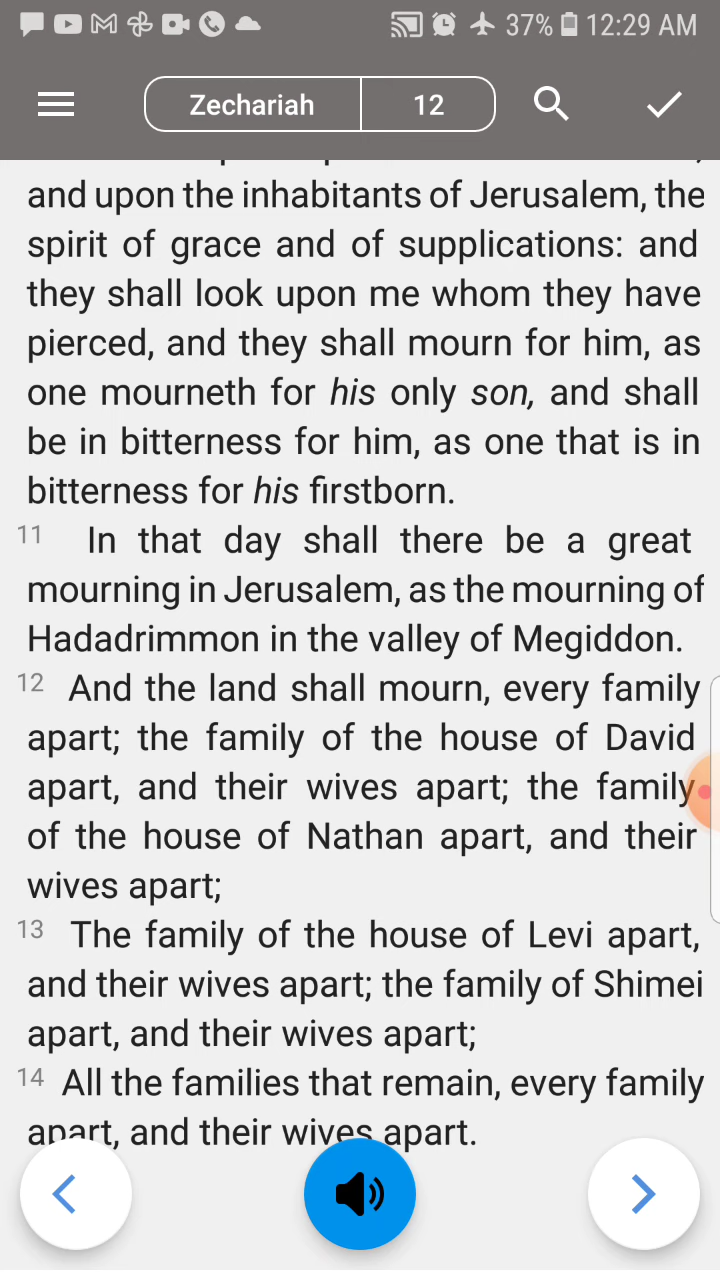 37% 12:29 AM
Zechariah 12
and upon the inhabitants of Jerusalem, the
spirit of grace and of supplications: and
they shall look upon me whom they have
pierced, and they shall mourn for him, as
one mourneth for his only son, and shall
be in bitterness for him, as one that is in
bitterness for his firstborn.
11 In that day shall there be a great
mourning in Jerusalem, as the mourning of
Hadadrimmon in the valley of Megiddon.
12 And the land shall mourn, every family
apart; the family of the house of David
apart, and their wives apart; the family
of the house of Nathan apart, and their
wives apart;
13 The family of the house of Levi apart,
and their wives apart; the family of Shimei
apart, and their wives apart;
14 All the families that remain, every family
apart, and their wives apart.